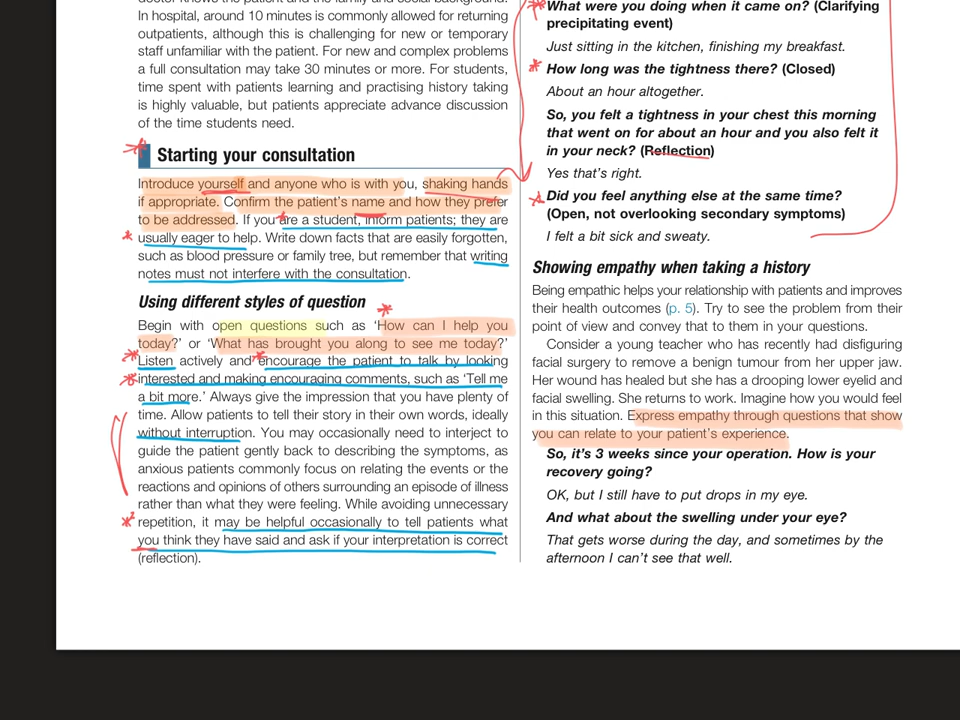 In hospital, around 10 minutes is commonly allowed for returning
outpatients, although this is challenging for new or temporary
staff unfamiliar with the patient. For new and complex problems
a full consultation may take 30 minutes or more. For students,
time spent with patients learning and practising history taking
is highly valuable, but patients appreciate advance discussion
of the time students need.
Starting your consultation
Introduce yourself and anyone who is with you, shaking hands
if appropriate. Confirm the patient's name and how they prefer
to be addressed. If you are a student, inform patients; they are
usually eager to help. Write down facts that are easily forgotten,
such as blood pressure or family tree, but remember that writing
notes must not interfere with the consultation.
Using different styles of question
Begin with open questions such as ‘How can I help you
today?’ or ‘What has brought you along to see me today?’
Listen actively and encourage the patient to talk by looking
interested and making encouraging comments, such as ‘Tell me
a bit more.’ Always give the impression that you have plenty of
time. Allow patients to tell their story in their own words, ideally
without interruption. You may occasionally need to interject to
guide the patient gently back to describing the symptoms, as
anxious patients commonly focus on relating the events or the
reactions and opinions of others surrounding an episode of illness
rather than what they were feeling. While avoiding unnecessary
repetition, it may be helpful occasionally to tell patients what
you think they have said and ask if your interpretation is correct
(reflection).
What were you doing when it came on? (Clarifying
precipitating event)
Just sitting in the kitchen, finishing my breakfast.
How long was the tightness there? (Closed)
About an hour altogether.
So, you felt a tightness in your chest this morning
that went on for about an hour and you also felt it
in your neck? (Reflection)
Yes that's right.
Did you feel anything else at the same time?
(Open, not overlooking secondary symptoms)
I felt a bit sick and sweaty.
Showing empathy when taking a history
Being empathic helps your relationship with patients and improves
their health outcomes (p. 5). Try to see the problem from their
point of view and convey that to them in your questions.
Consider a young teacher who has recently had disfiguring
facial surgery to remove a benign tumour from her upper jaw.
Her wound has healed but she has a drooping lower eyelid and
facial swelling. She returns to work. Imagine how you would feel
in this situation. Express empathy through questions that show
you can relate to your patient's experience.
So, it's 3 weeks since your operation. How is your
recovery going?
OK, but I still have to put drops in my eye.
And what about the swelling under your eye?
That gets worse during the day, and sometimes by the
afternoon I can't see that well.